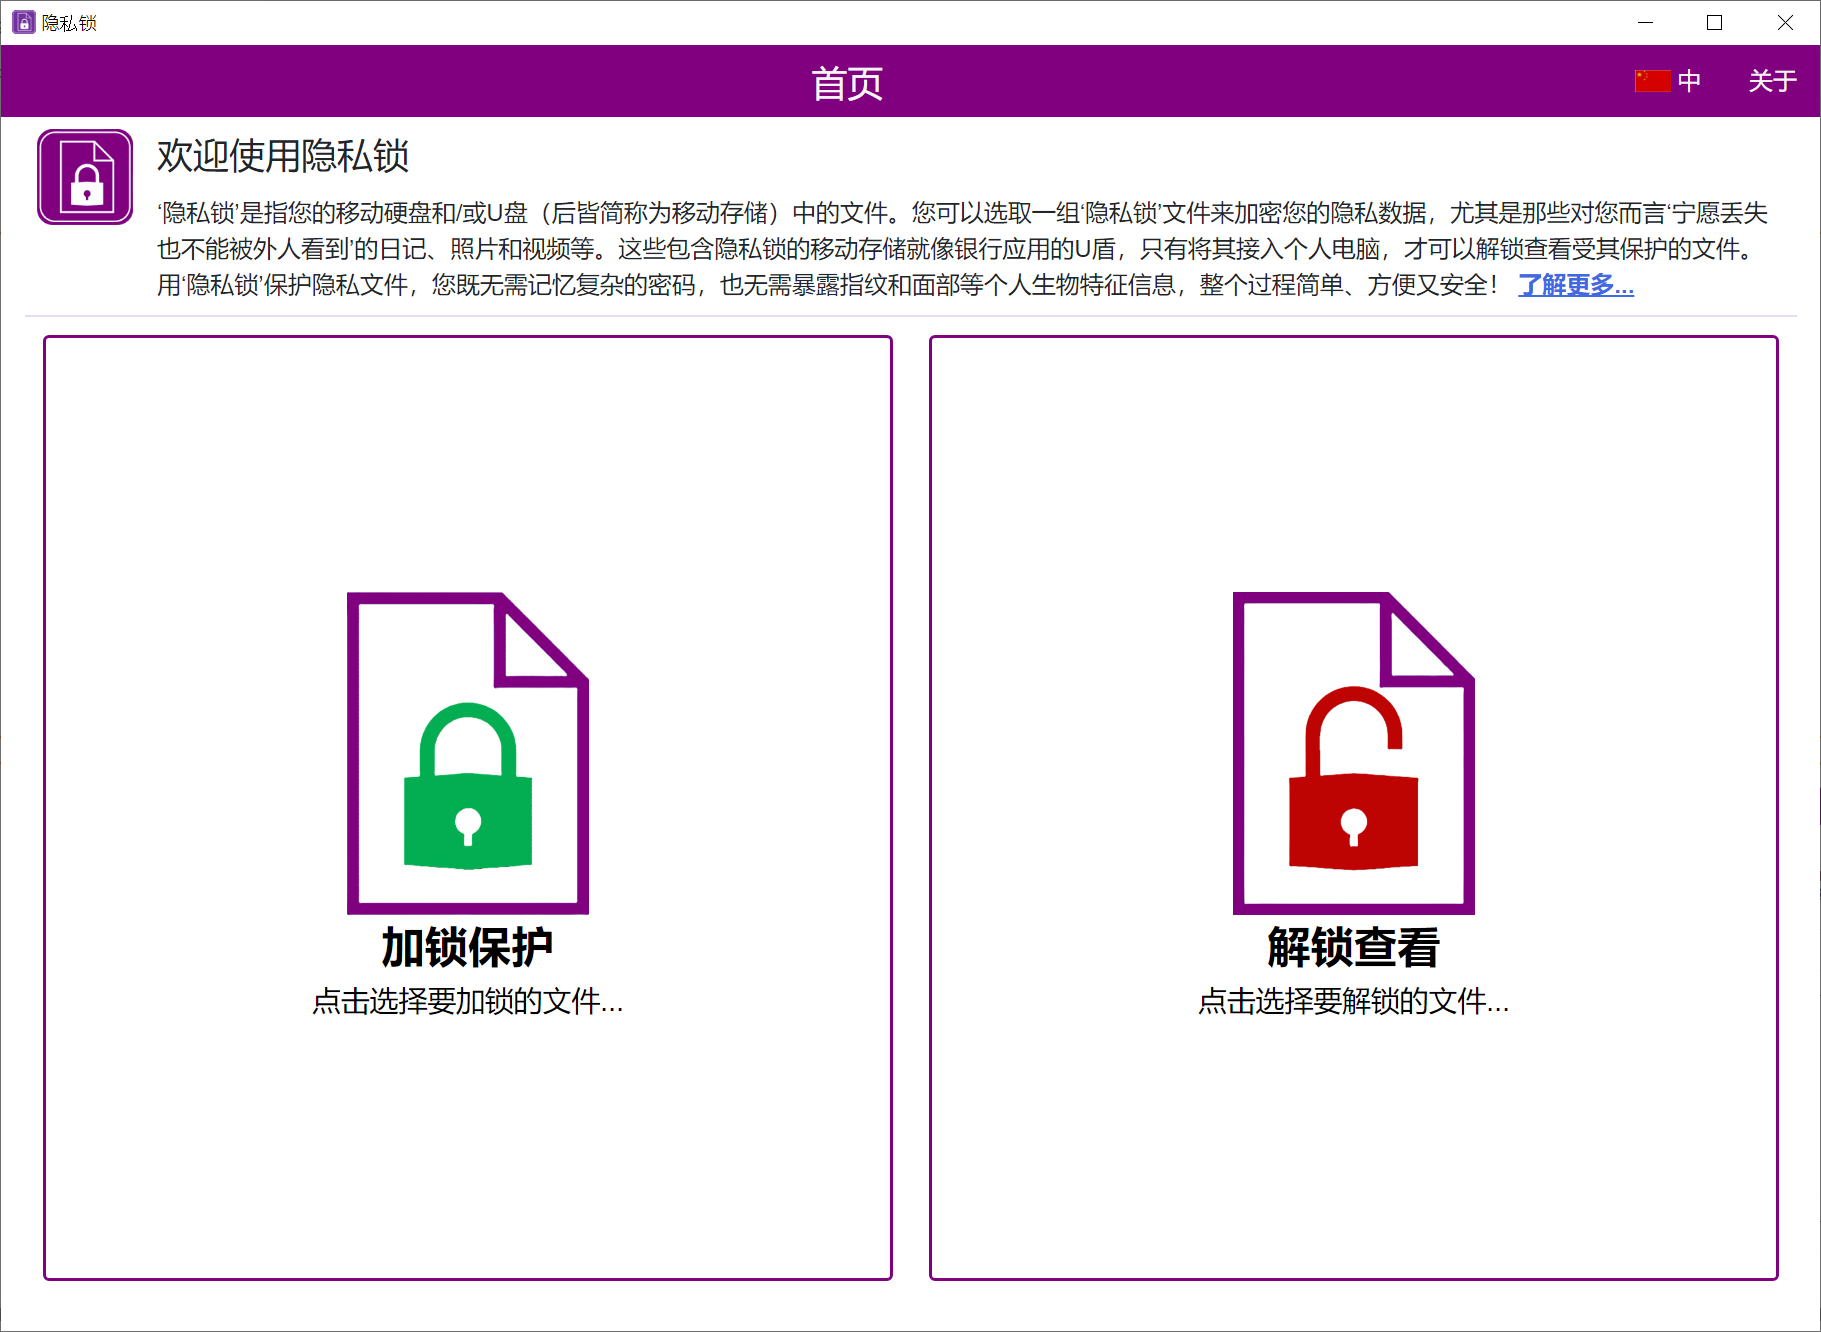 隐私锁
首页
中
关于
欢迎使用隐私锁
‘隐私锁’是指您的移动硬盘和/或U盘（后皆简称为移动存储）中的文件。您可以选取一组‘隐私锁’文件来加密您的隐私数据，尤其是那些对您而言‘宁愿丢失
也不能被外人看到’的日记、照片和视频等。这些包含隐私锁的移动存储就像银行应用的U盾，只有将其接入个人电脑，才可以解锁查看受其保护的文件。
用‘隐私锁’保护隐私文件，您既无需记忆复杂的密码，也无需暴露指纹和面部等个人生物特征信息，整个过程简单、方便又安全！ 了解更多...
加锁保护
点击选择要加锁的文件...
解锁查看
点击选择要解锁的文件...